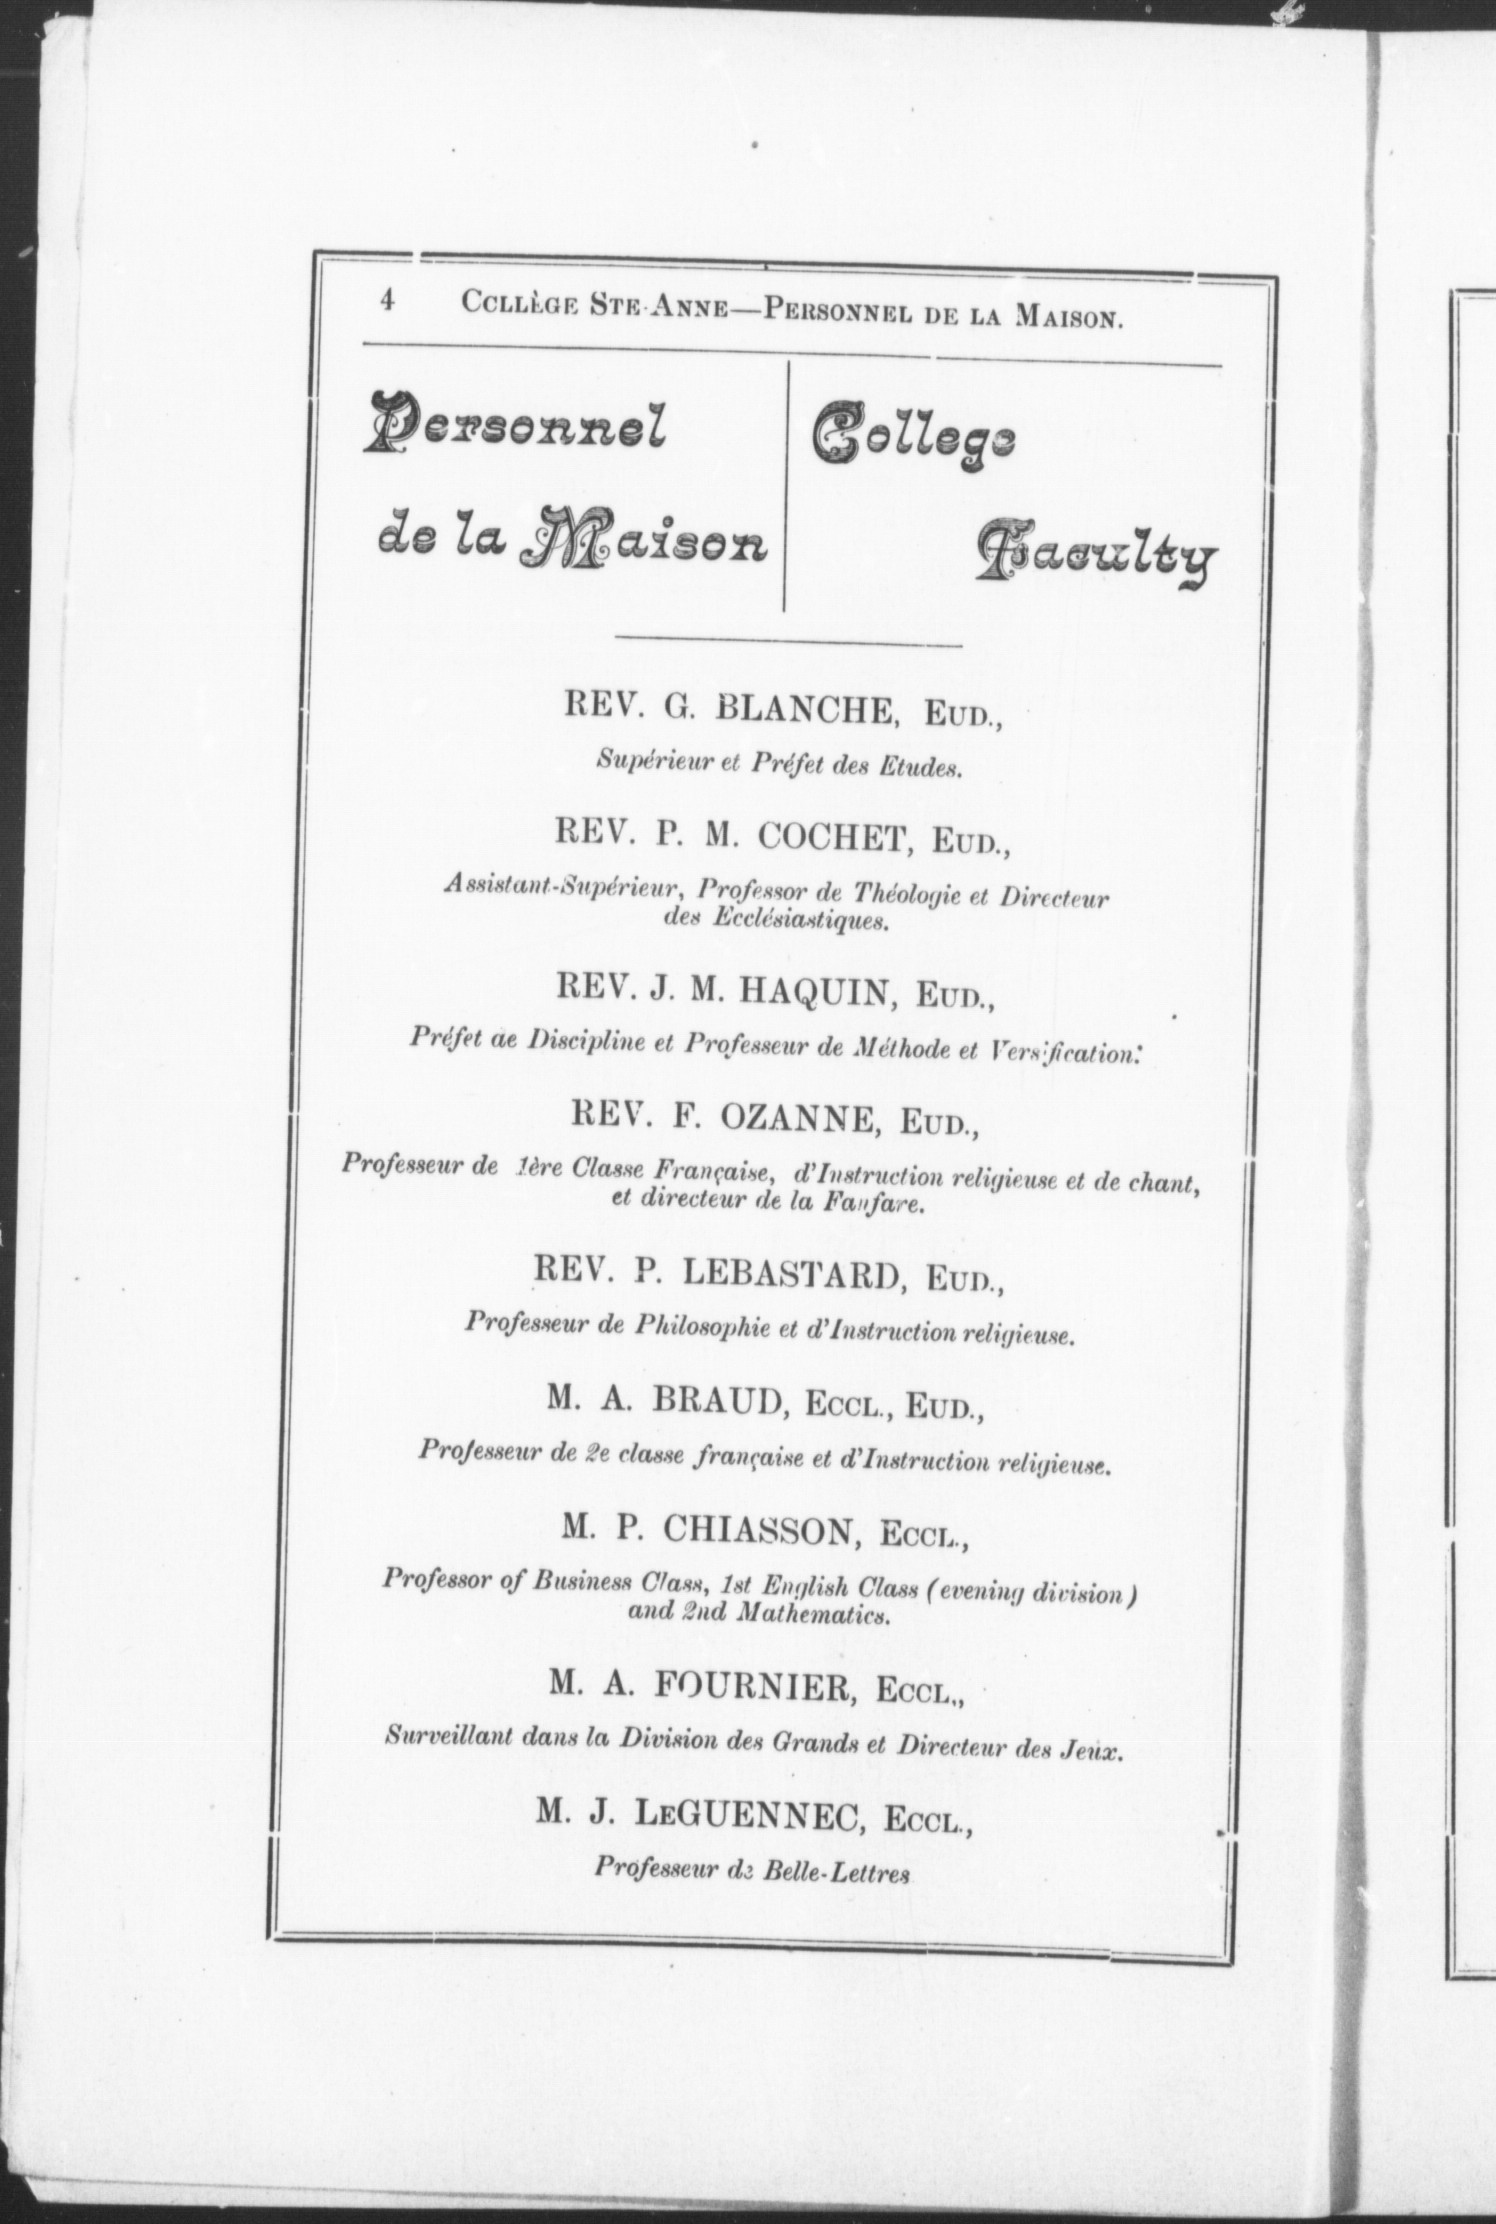 4 COLLÈGE STE-ANNE—PERSONNEL DE LA MAISON.
Personnel
de la Maison
College
Faculty
REV. G. BLANCHE, EUD.,
Supérieur et Préfet des Etudes.
REV. P. M. COCHET, EUD.,
Assistant-Supérieur, Professor de Théologie et Directeur
des Ecclésiastiques.
REV. J. M. HAQUIN, EUD.,
Préfet de Discipline et Professeur de Méthode et Versification.
REV. F. OZANNE, EUD.,
Professeur de 1ère Classe Française, d'Instruction religieuse et de chant,
et directeur de la Fanfare.
REV. P. LEBASTARD, EUD.,
Professeur de Philosophie et d'Instruction religieuse.
M. A. BRAUD, ECCL., EUD.,
Professeur de 2e classe française et d'Instruction religieuse.
M. P. CHIASSON, ECCL.,
Professor of Business Class, 1st English Class (evening division)
and 2nd Mathematics.
M. A. FOURNIER, ECCL.,
Surveillant dans la Division des Grands et Directeur des Jeux.
M. J. LEGUENNEC, ECCL.,
Professeur de Belle-Lettres